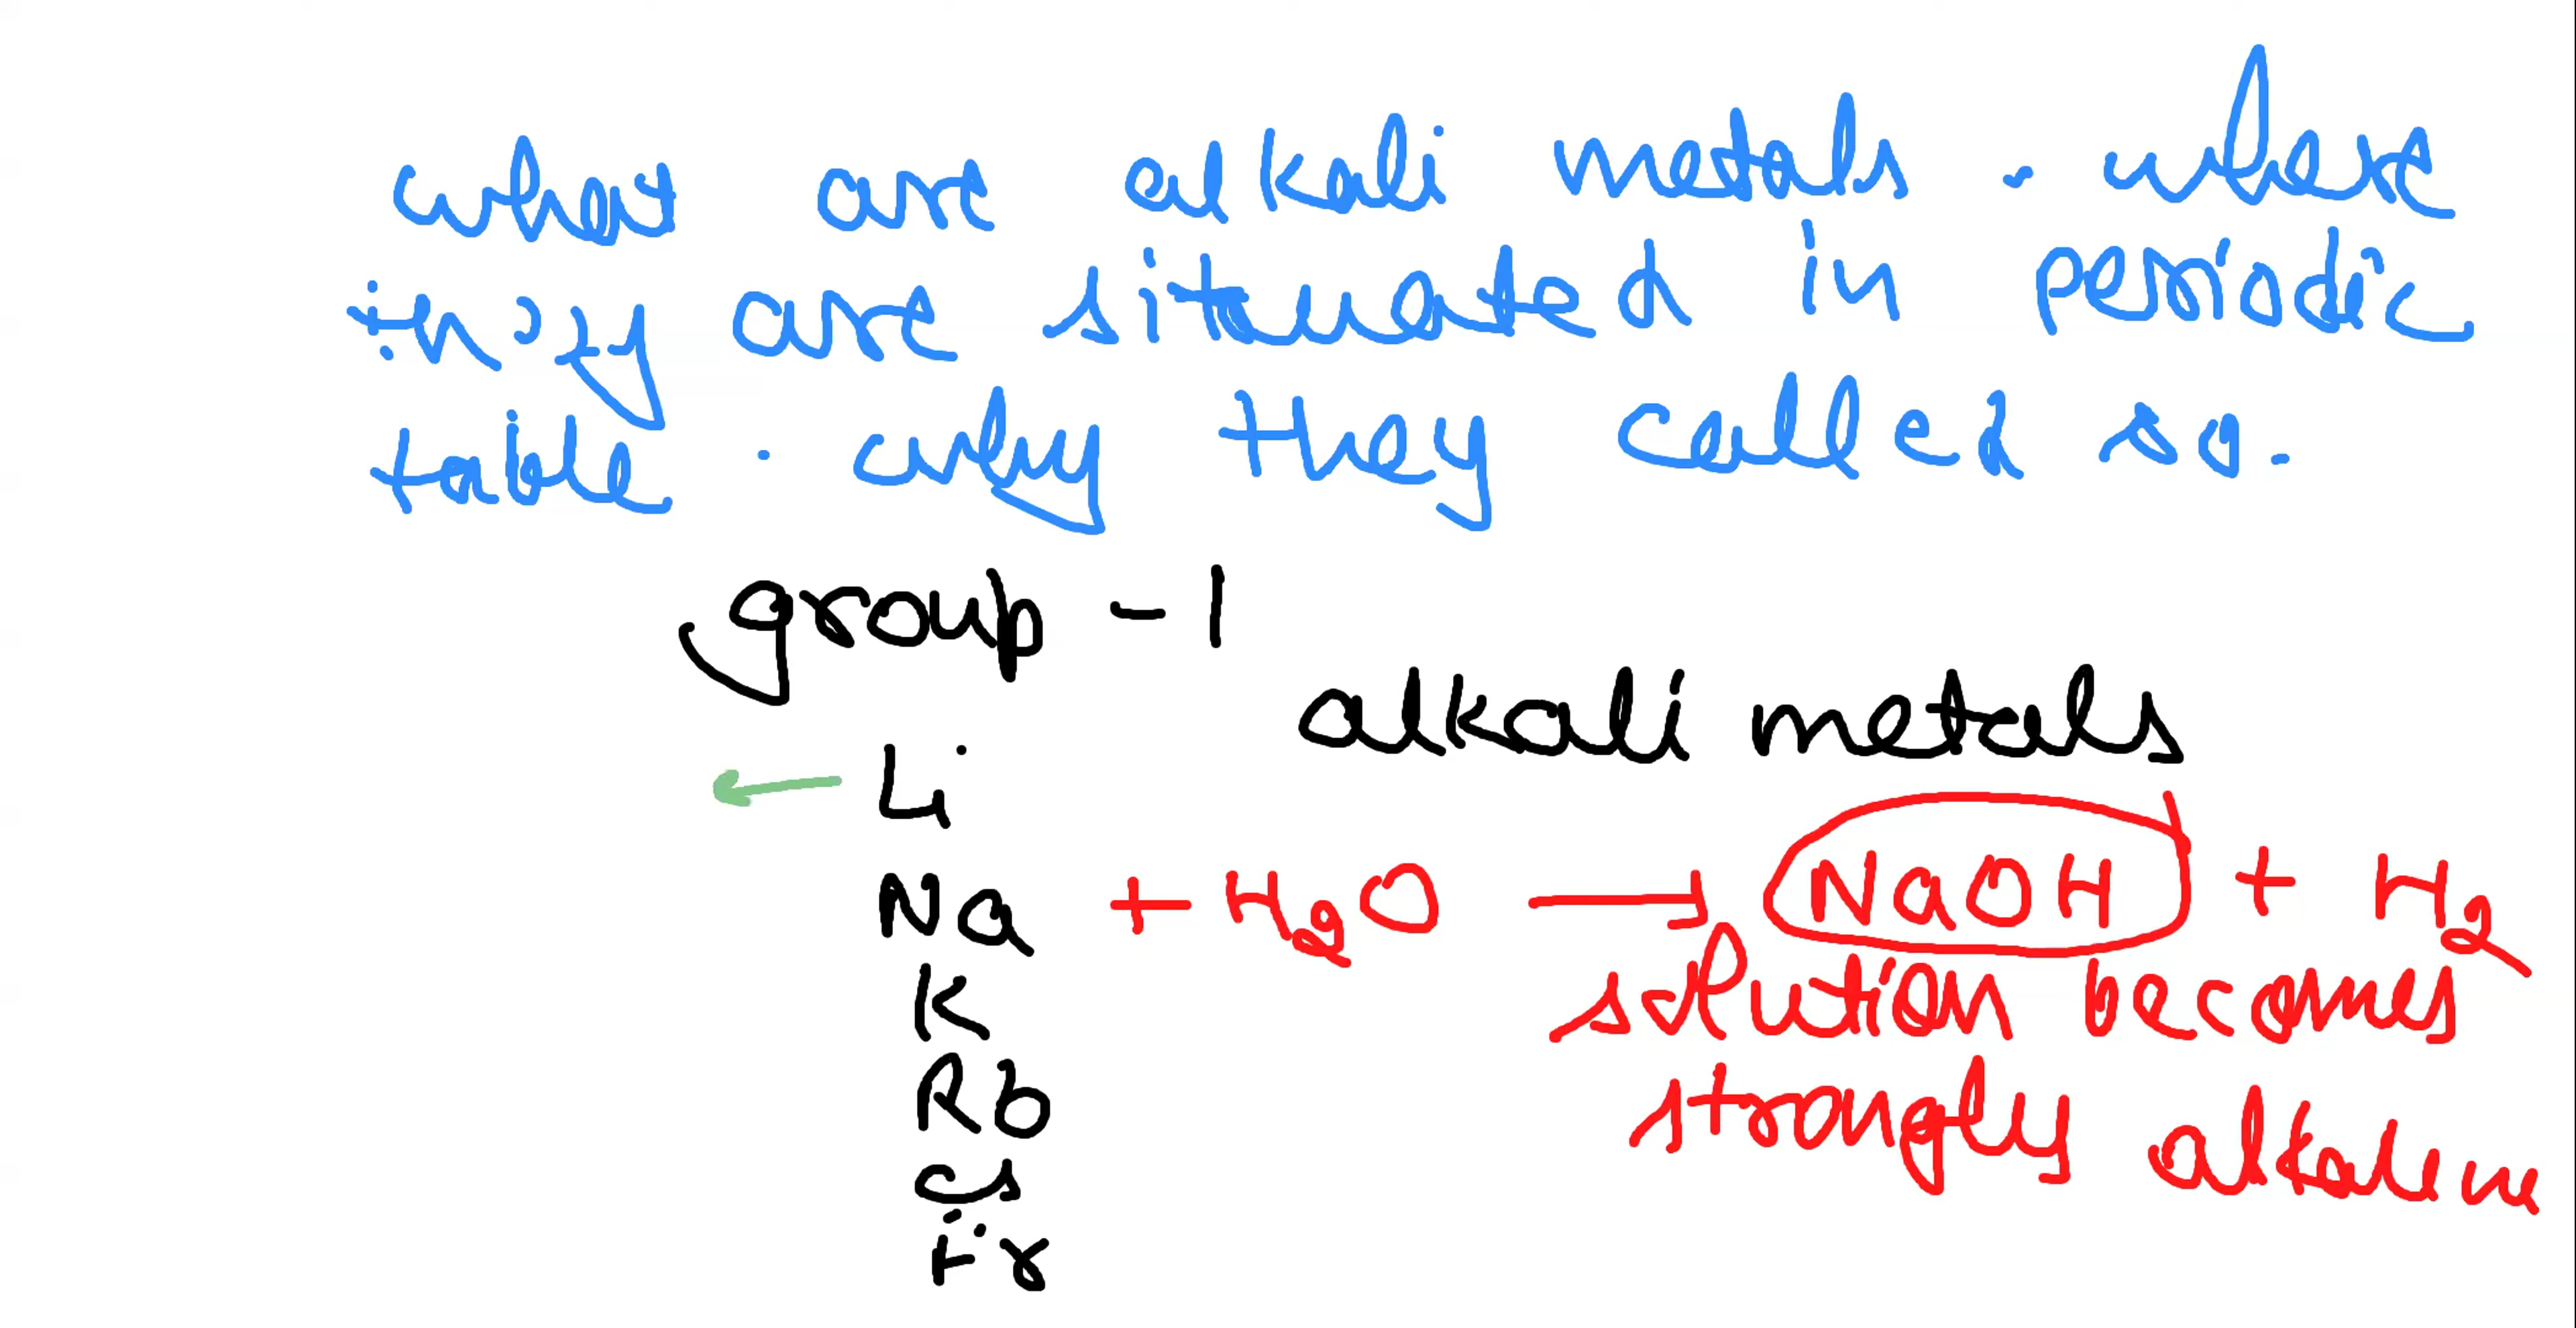 what are alkali metals. where
they are situated in periodic
table. why they called so.
group - 1
alkali metals
Li
Na + H₂O → NaOH + H₂
K
solution becomes
Rb
strongly alkaline
Cs
Fr